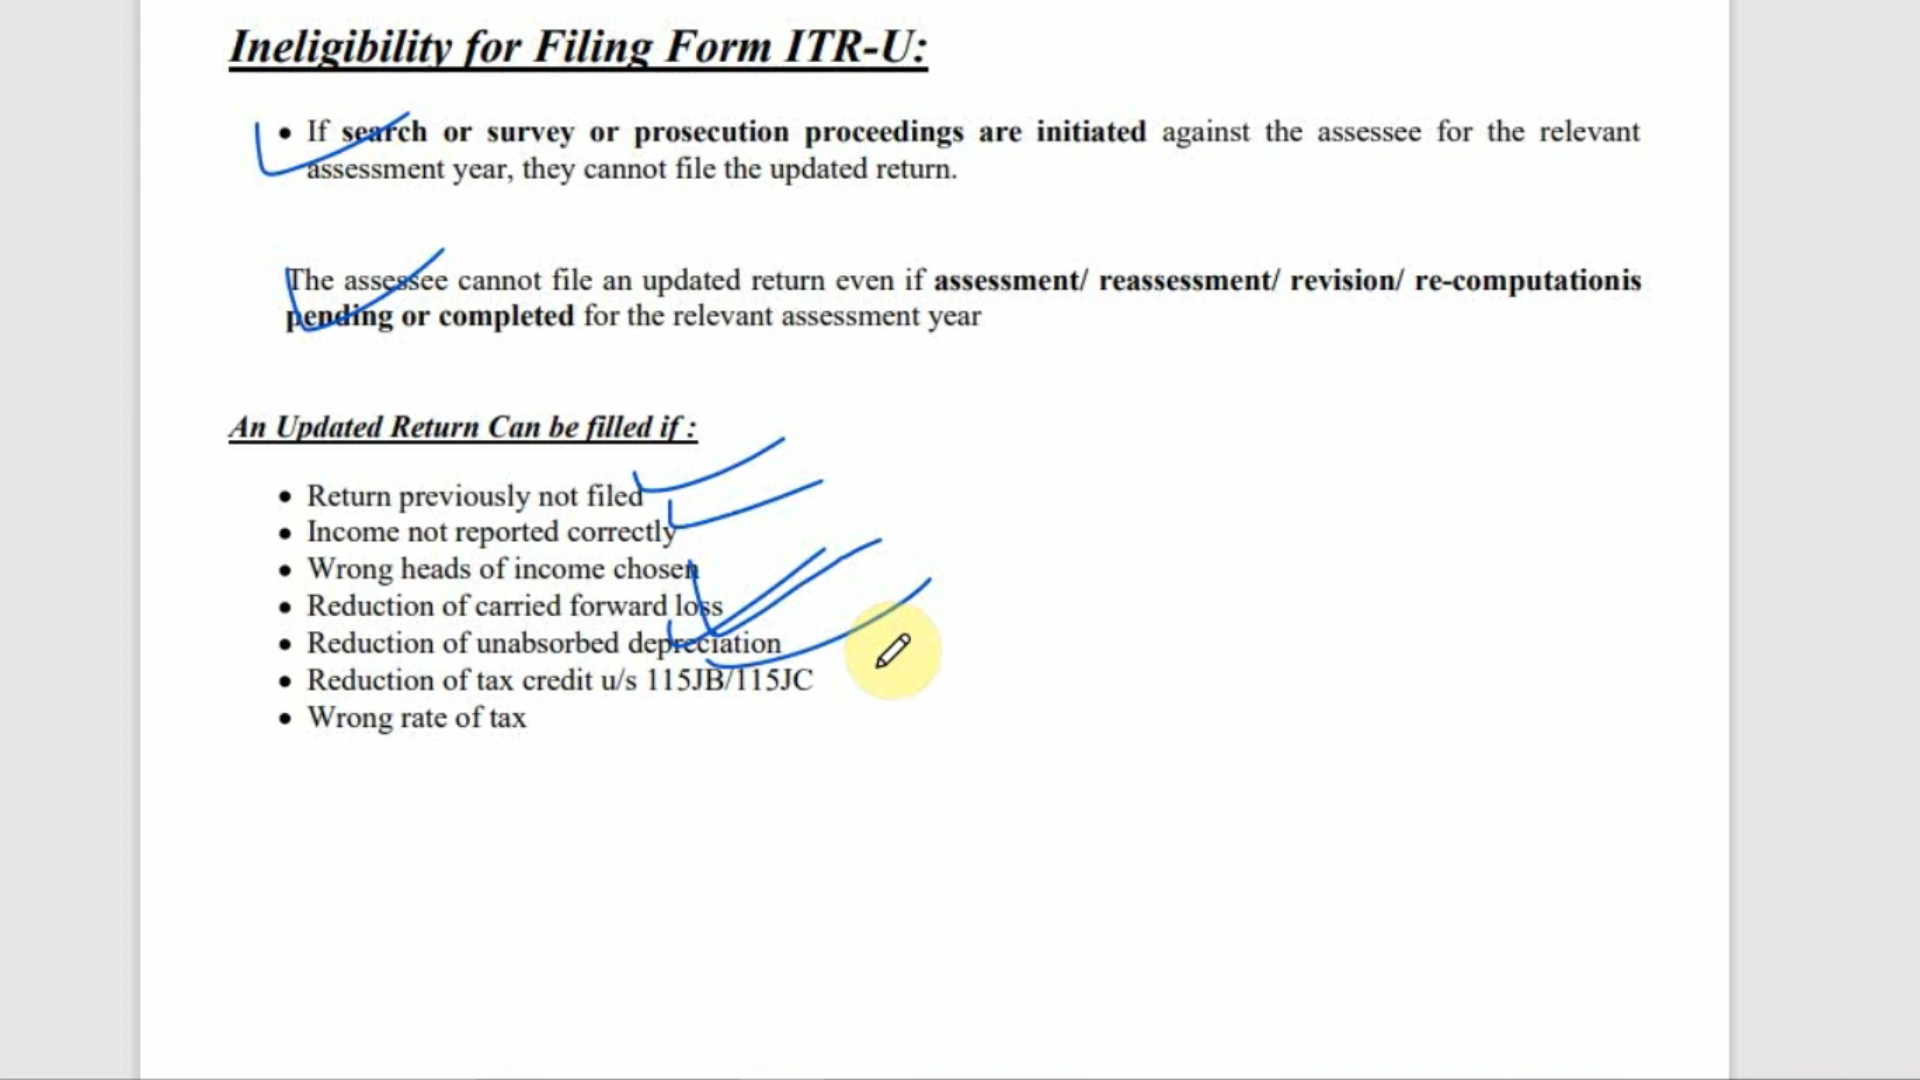 Ineligibility for Filing Form ITR-U:
• If search or survey or prosecution proceedings are initiated against the assessee for the relevant
assessment year, they cannot file the updated return.
The assessee cannot file an updated return even if assessment/ reassessment/ revision/ re-computationis
pending or completed for the relevant assessment year
An Updated Return Can be filled if :
• Return previously not filed
• Income not reported correctly
• Wrong heads of income chosen
• Reduction of carried forward loss
• Reduction of unabsorbed depreciation
• Reduction of tax credit u/s 115JB/115JC
• Wrong rate of tax